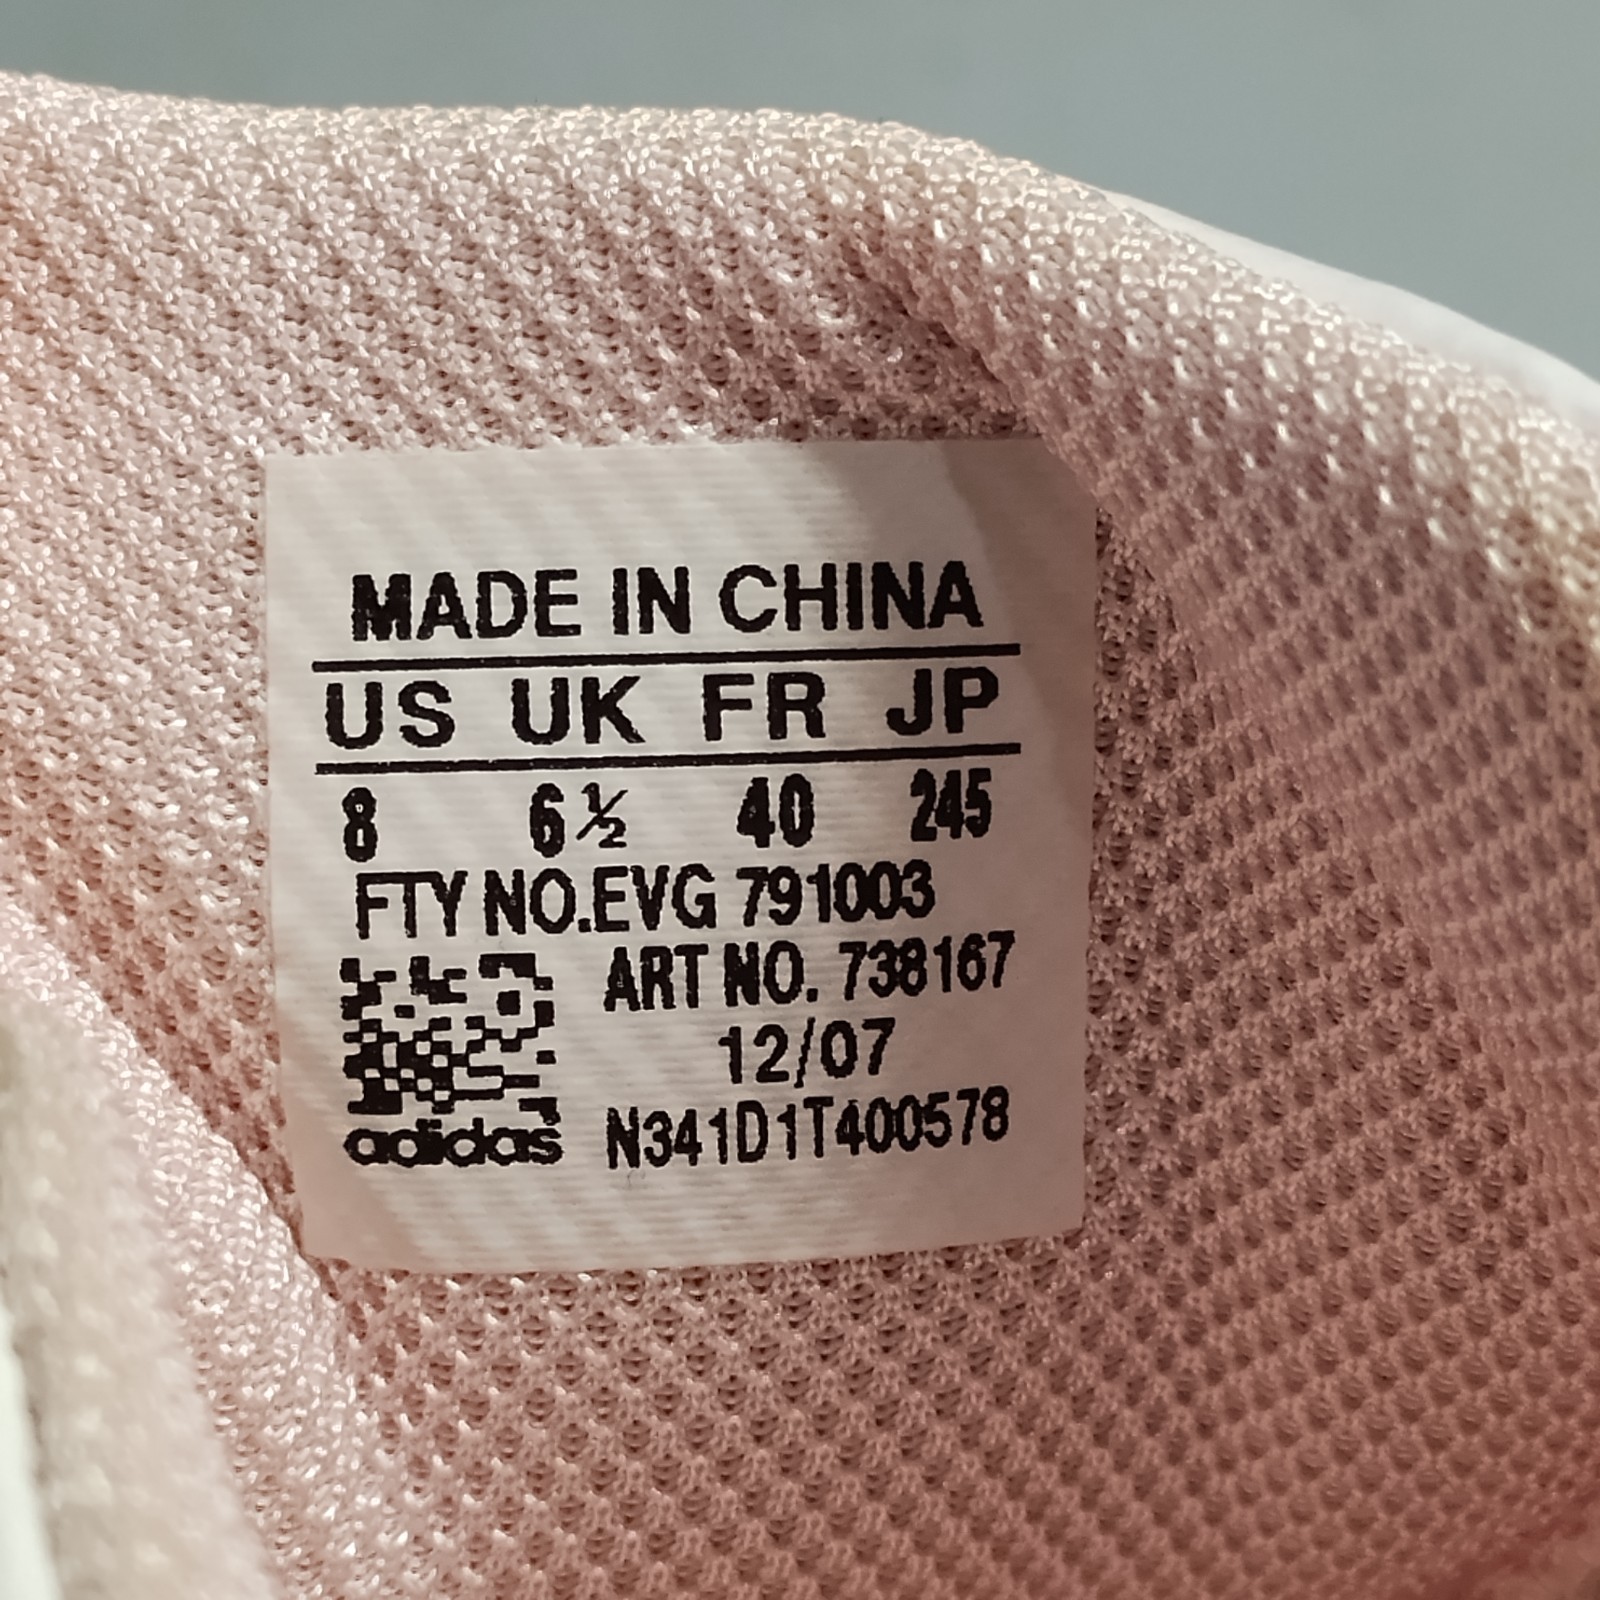 MADE IN CHINA
US UK FR JP
8 6½ 40 245
FTY NO.EVG 791003
ART NO. 738167
12/07
adidas N341D1T400578